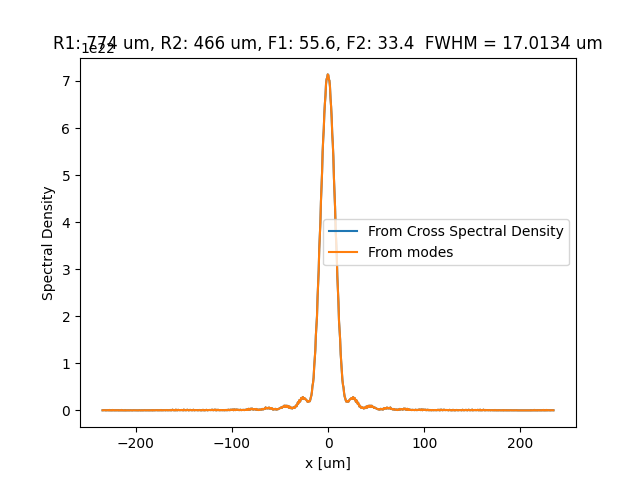 R1: 774 um, R2: 466 um, F1: 55.6, F2: 33.4  FWHM = 17.0134 um
1e22
7
6
5
4
3
2
1
0
Spectral Density
From Cross Spectral Density
From modes
−200
−100
0
100
200
x [um]